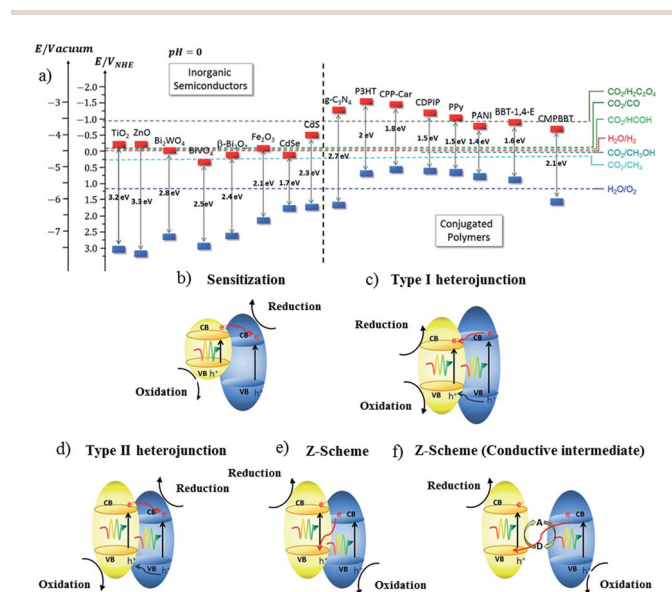 E/Vacuum
E/V_NHE
pH = 0
a)
Inorganic
Semiconductors
-3
-4
-5
-6
-7
-2.0
-1.5
-1.0
-0.5
0.0
0.5
1.0
1.5
2.0
2.5
3.0
TiO₂ ZnO Bi₂WO₄ BiVO₄ β-Bi₂O₃ Fe₂O₃ CdSe CdS g-C₃N₄ P3HT CPP-Car CDPIP PPy PANI BBT-1,4-E CMPBBT
3.2 eV 3.3 eV 2.8 eV 2.5eV 2.4 eV 2.1 eV 1.7 eV 2.3 eV 2.7 eV 2 eV 1.8 eV 1.5 eV 1.5 eV 1.4 eV 1.6 eV 2.1 eV
CO₂/H₂C₂O₄
CO₂/CO
CO₂/HCOH
H₂O/H₂
CO₂/CH₃OH
CO₂/CH₄
H₂O/O₂
Conjugated
Polymers
b) Sensitization
CB e⁻
CB e⁻
VB h⁺
VB
Reduction
Oxidation
c) Type I heterojunction
Reduction
CB e⁻
CB e⁻
VB h⁺
VB h⁺
Oxidation
d) Type II heterojunction
CB e⁻
CB e⁻
VB
VB h⁺
Reduction
Oxidation
e) Z-Scheme
Reduction
CB e⁻
CB e⁻
VB
VB h⁺
Oxidation
f) Z-Scheme (Conductive intermediate)
Reduction
CB e⁻
A
D
CB
VB
VB h⁺
Oxidation